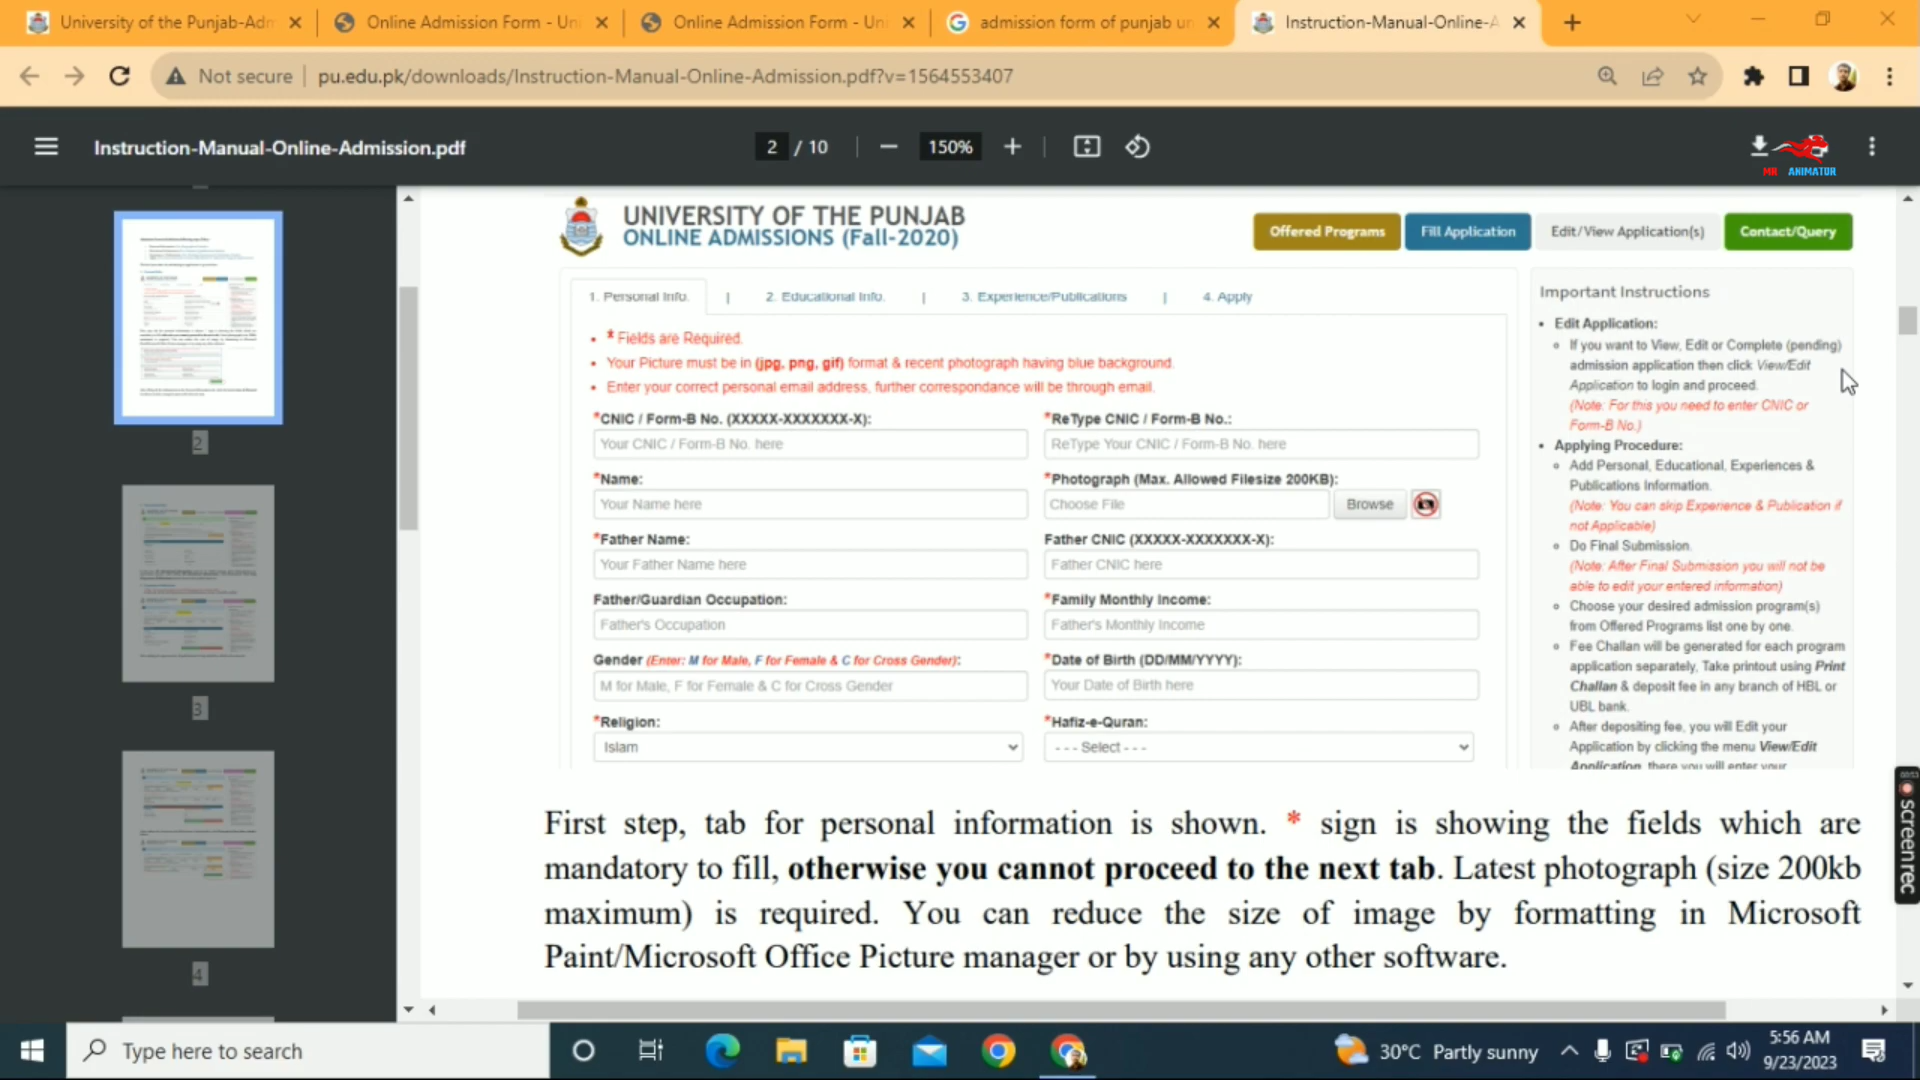 University of the Punjab-Adm
Online Admission Form - Uni
Online Admission Form - Uni
admission form of punjab un
Instruction-Manual-Online-A
Not secure
pu.edu.pk/downloads/Instruction-Manual-Online-Admission.pdf?v=1564553407
Instruction-Manual-Online-Admission.pdf
2 / 10
150%
MR ANIMATOR
UNIVERSITY OF THE PUNJAB
ONLINE ADMISSIONS (Fall-2020)
Offered Programs
Fill Application
Edit/View Application(s)
Contact/Query
1. Personal Info. | 2. Educational Info. | 3. Experience/Publications | 4. Apply
* Fields are Required.
Your Picture must be in (jpg, png, gif) format & recent photograph having blue background.
Enter your correct personal email address, further correspondance will be through email.
*CNIC / Form-B No. (XXXXX-XXXXXXX-X):
Your CNIC / Form-B No. here
*ReType CNIC / Form-B No.:
ReType Your CNIC / Form-B No. here
*Name:
Your Name here
*Photograph (Max. Allowed Filesize 200KB):
Choose File
Browse
*Father Name:
Your Father Name here
Father CNIC (XXXXX-XXXXXXX-X):
Father CNIC here
Father/Guardian Occupation:
Father's Occupation
*Family Monthly Income:
Father's Monthly Income
Gender (Enter: M for Male, F for Female & C for Cross Gender):
M for Male, F for Female & C for Cross Gender
*Date of Birth (DD/MM/YYYY):
Your Date of Birth here
*Religion:
Islam
*Hafiz-e-Quran:
- - - Select - - -
Important Instructions
Edit Application:
If you want to View, Edit or Complete (pending)
admission application then click View/Edit
Application to login and proceed.
(Note: For this you need to enter CNIC or
Form-B No.)
Applying Procedure:
Add Personal, Educational, Experiences &
Publications Information.
(Note: You can skip Experience & Publication if
not Applicable)
Do Final Submission.
(Note: After Final Submission you will not be
able to edit your entered information)
Choose your desired admission program(s)
from Offered Programs list one by one.
Fee Challan will be generated for each program
application separately, Take printout using Print
Challan & deposit fee in any branch of HBL or
UBL bank.
After depositing fee, you will Edit your
Application by clicking the menu View/Edit
Application, there you will enter your
First step, tab for personal information is shown. * sign is showing the fields which are
mandatory to fill, otherwise you cannot proceed to the next tab. Latest photograph (size 200kb
maximum) is required. You can reduce the size of image by formatting in Microsoft
Paint/Microsoft Office Picture manager or by using any other software.
2
3
4
screenrec
Type here to search
30°C Partly sunny
5:56 AM
9/23/2023